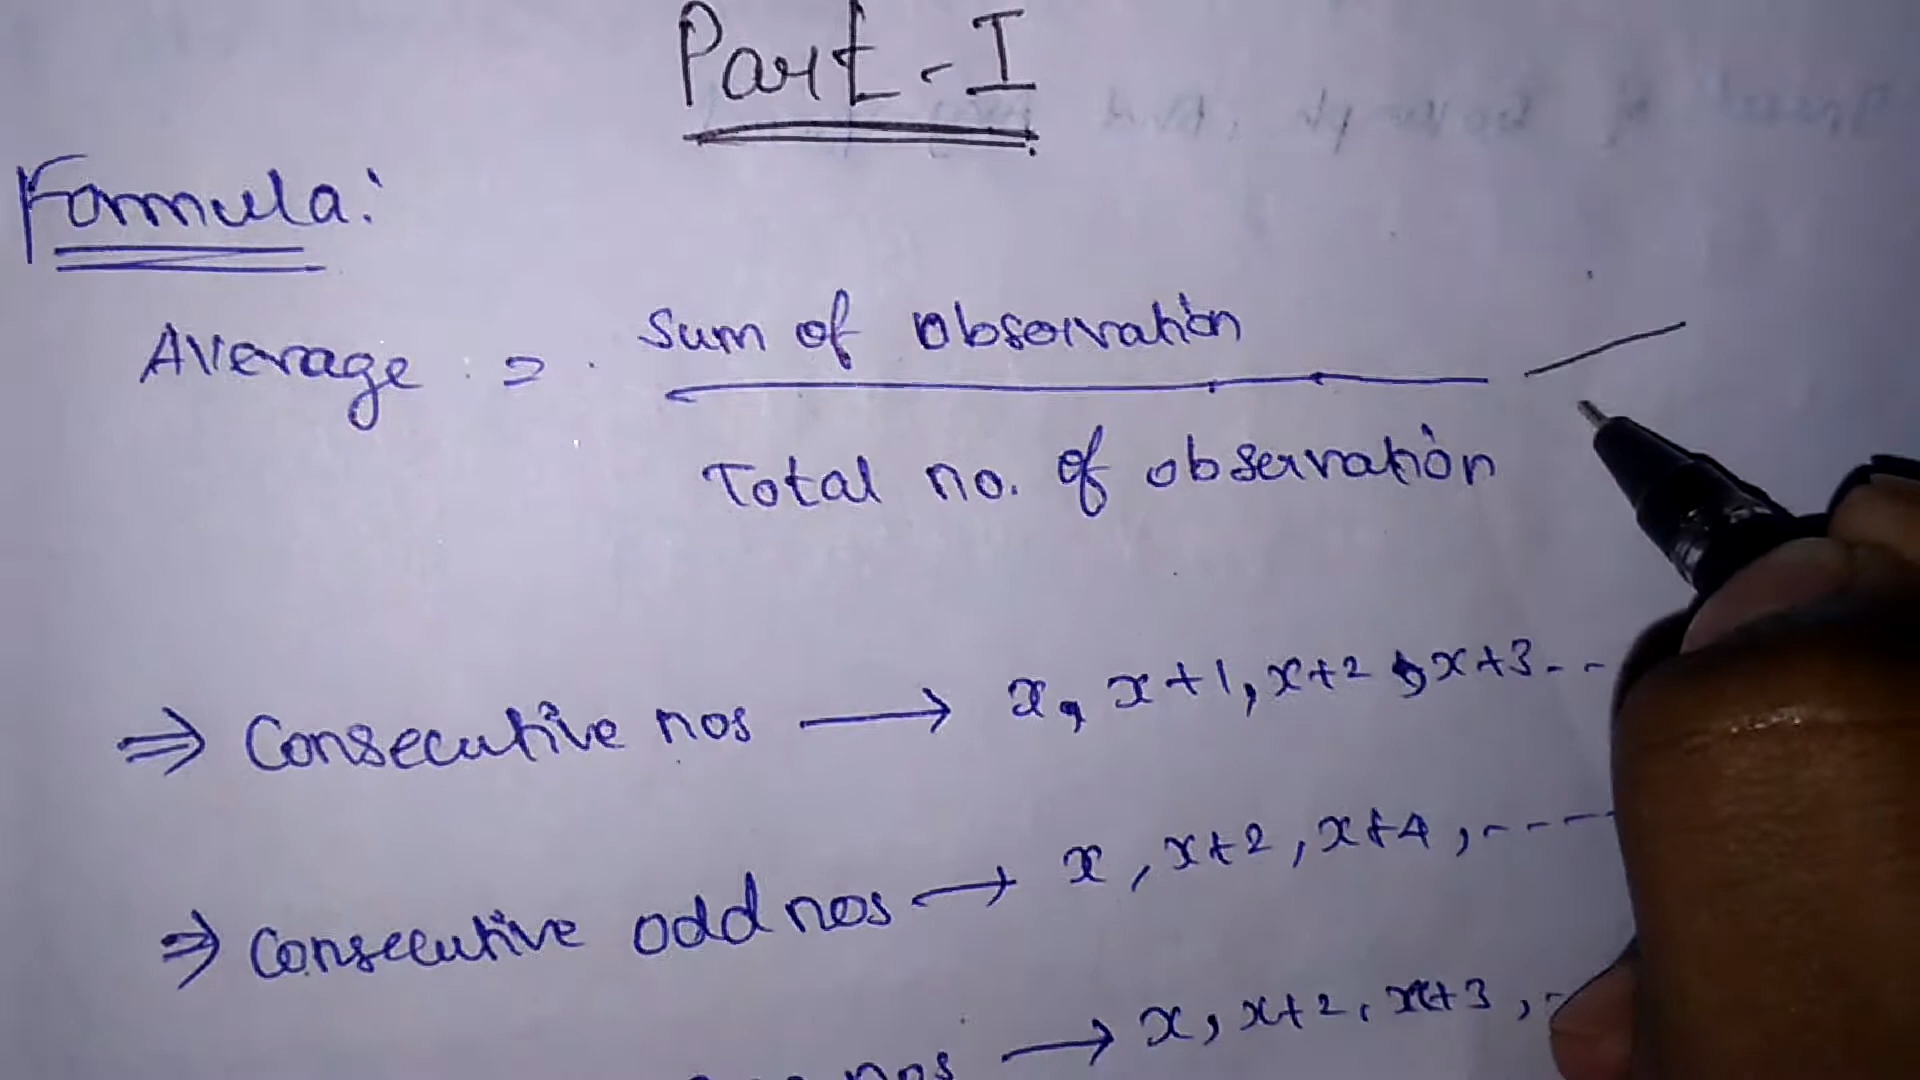 Part-I
Formula:
Average = Sum of observation
Total no. of observation
⇒ Consecutive nos → x, x+1, x+2, x+3---
⇒ Consecutive odd nos → x, x+2, x+4, -----
nos → x, x+2, x+3, -